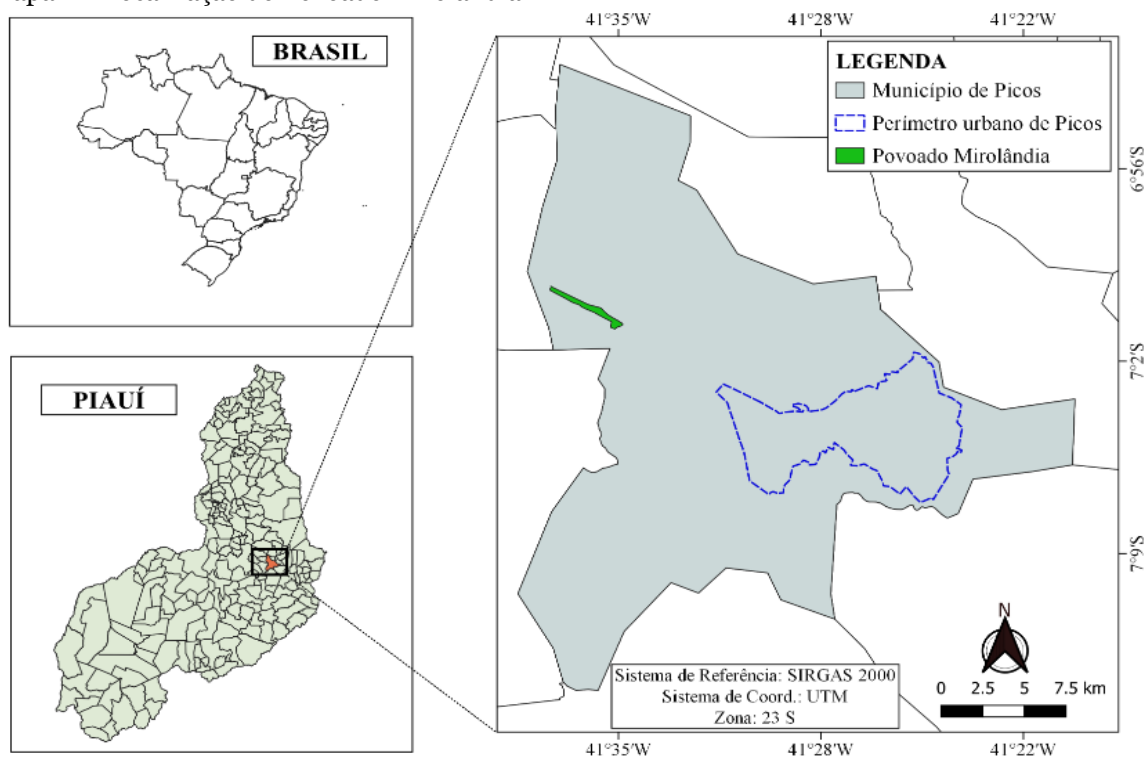 BRASIL
PIAUÍ
41°35'W 41°28'W 41°22'W
LEGENDA
Município de Picos
Perímetro urbano de Picos
Povoado Mirolândia
6°56'S
7°2'S
7°9'S
N
0 2.5 5 7.5 km
Sistema de Referência: SIRGAS 2000
Sistema de Coord.: UTM
Zona: 23 S
41°35'W 41°28'W 41°22'W